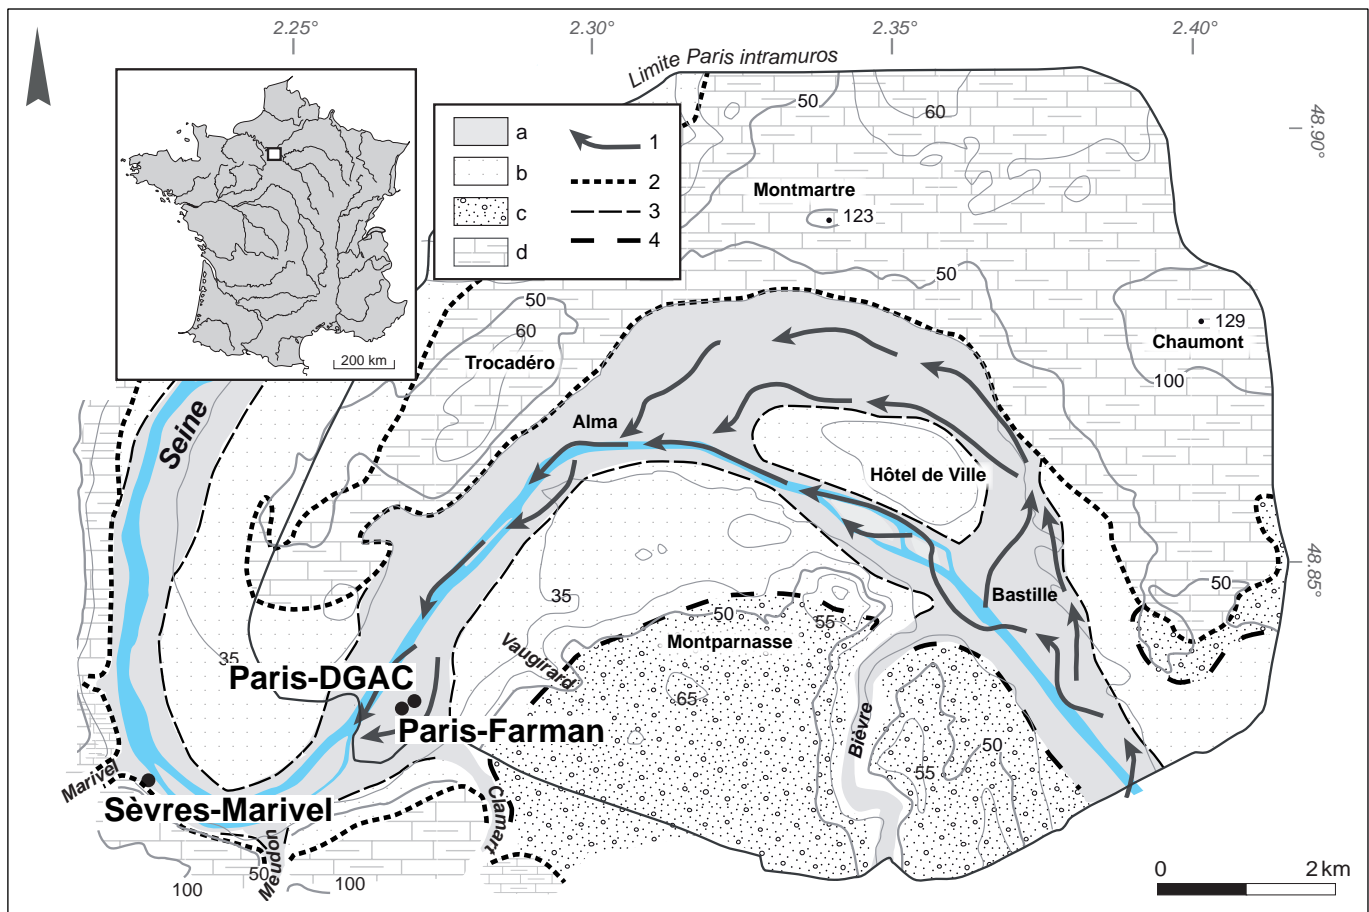 2.25° 2.30° 2.35° 2.40°
Limite Paris intramuros
50
60
48.90°
a 1
b 2
c 3
d 4
Montmartre
123
200 km
50
50
60
129
Chaumont
Trocadéro
100
Seine
Alma
Hôtel de Ville
48.85°
50
35
Bastille
50
55
Montparnasse
Vaugirard
35
Paris-DGAC
65
Paris-Farman
Bièvre
50
55
Marivel
Sèvres-Marivel
Clamart
Meudon
50
100
100
0 2 km